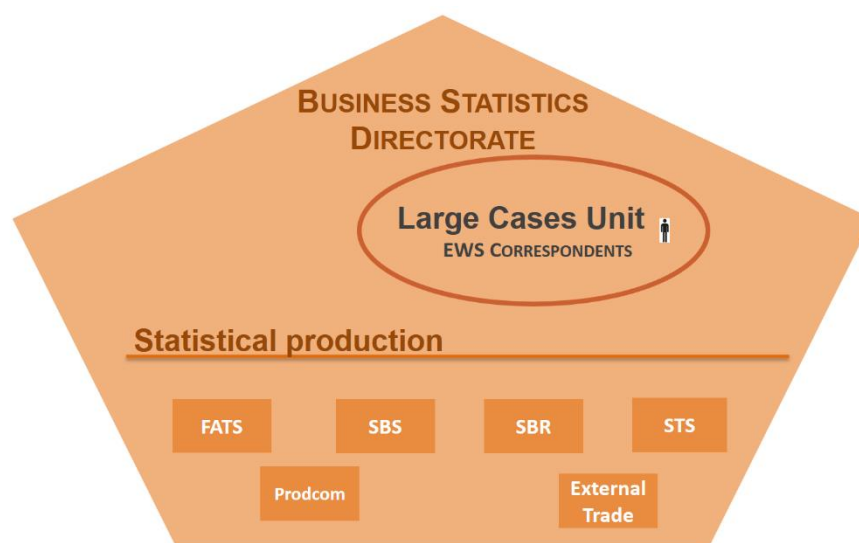 BUSINESS STATISTICS
DIRECTORATE
Large Cases Unit
EWS CORRESPONDENTS
Statistical production
FATS
SBS
SBR
STS
Prodcom
External
Trade